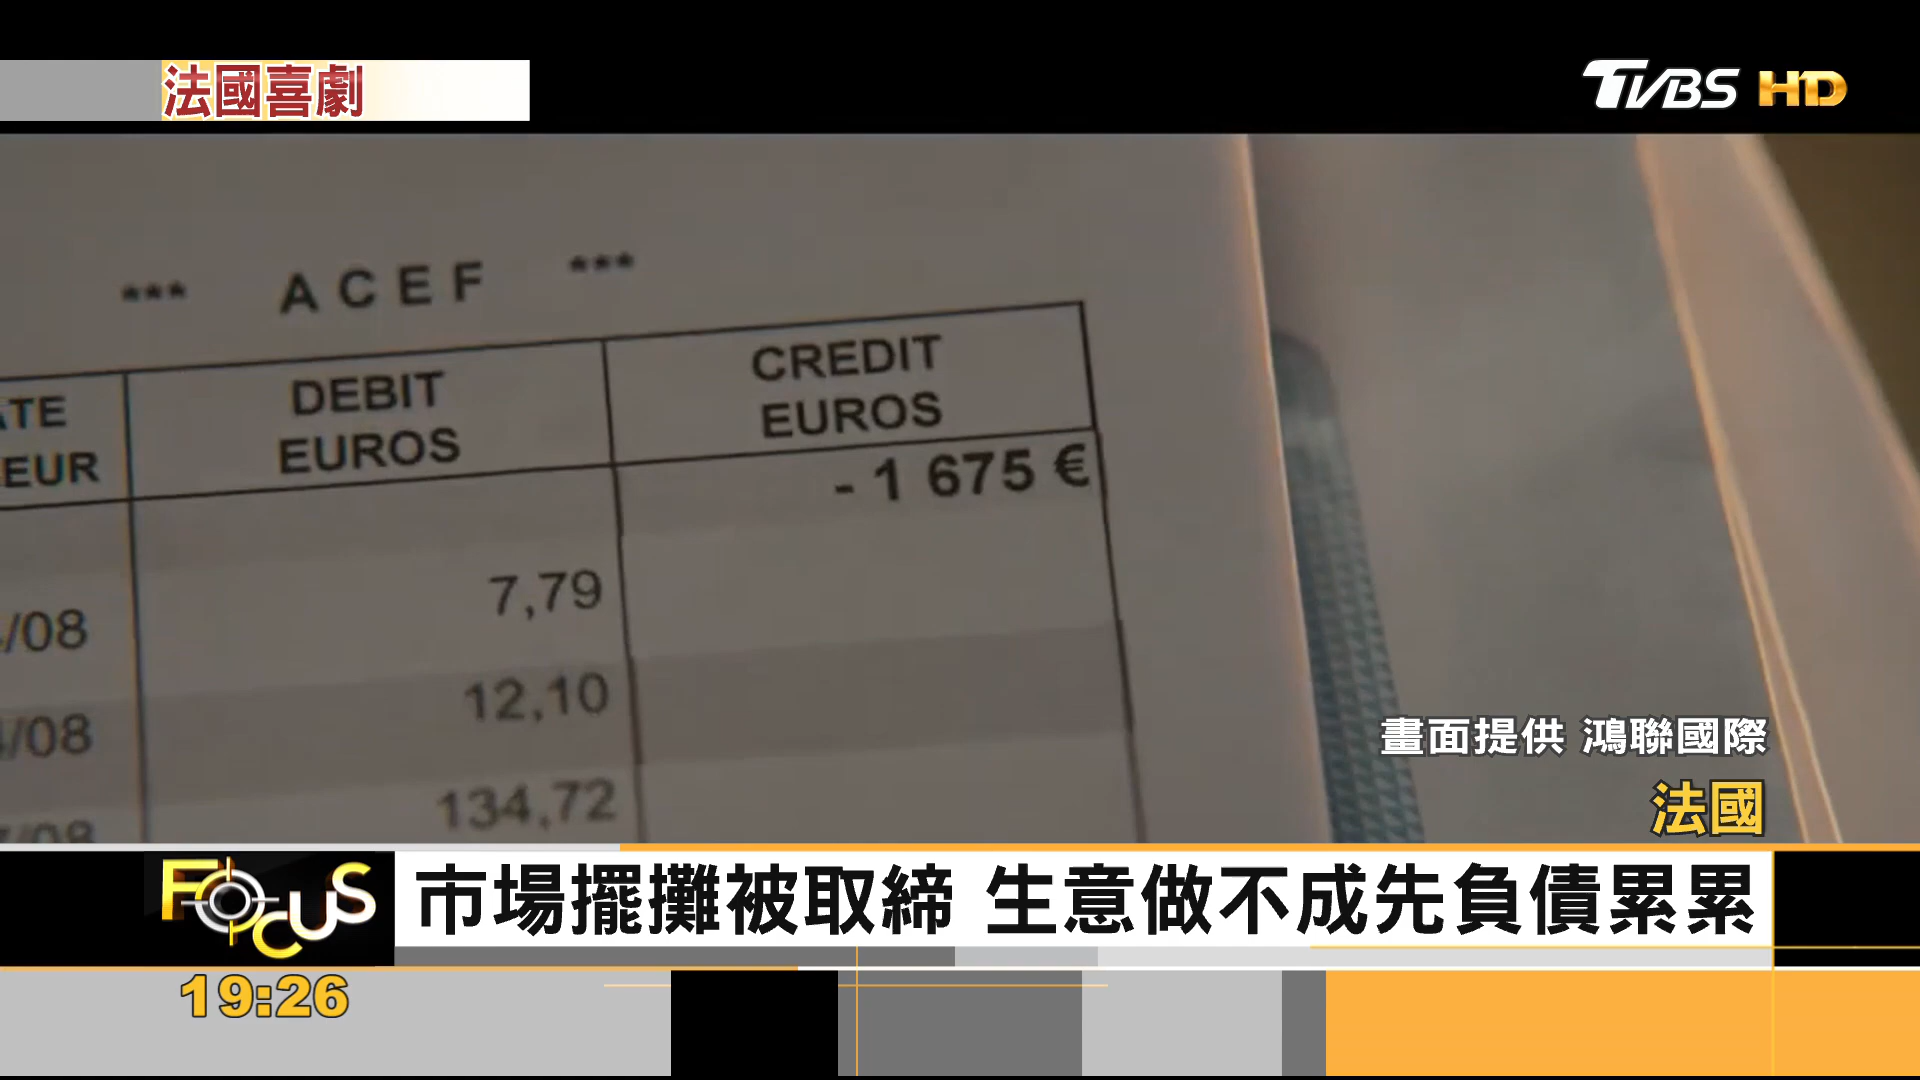 法國喜劇
TVBS HD
*** ACEF ***
DEBIT
EUROS
CREDIT
EUROS
- 1 675 €
7,79
/08
12,10
/08
134,72
/08
畫面提供 鴻聯國際
法國
FOCUS
市場擺攤被取締 生意做不成先負債累累
19:26